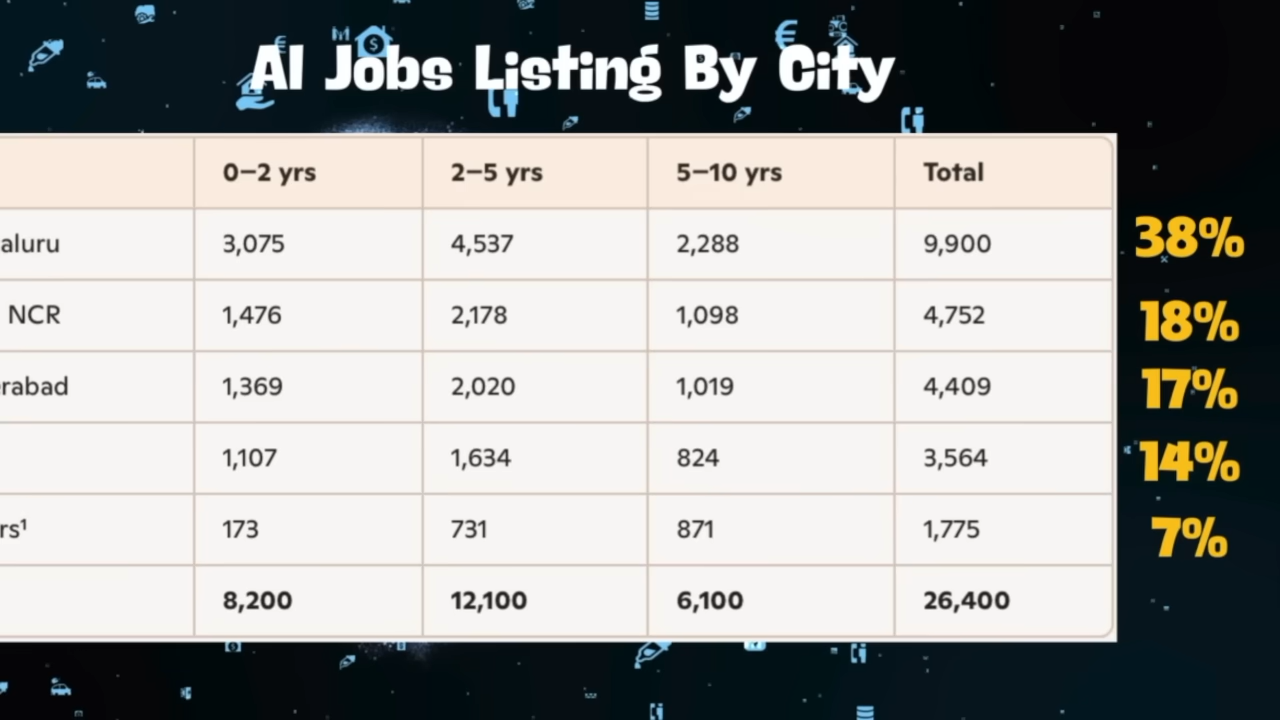 AI Jobs Listing By City
0–2 yrs 2–5 yrs 5–10 yrs Total
aluru 3,075 4,537 2,288 9,900 38%
NCR 1,476 2,178 1,098 4,752 18%
rabad 1,369 2,020 1,019 4,409 17%
1,107 1,634 824 3,564 14%
rs¹ 173 731 871 1,775 7%
8,200 12,100 6,100 26,400